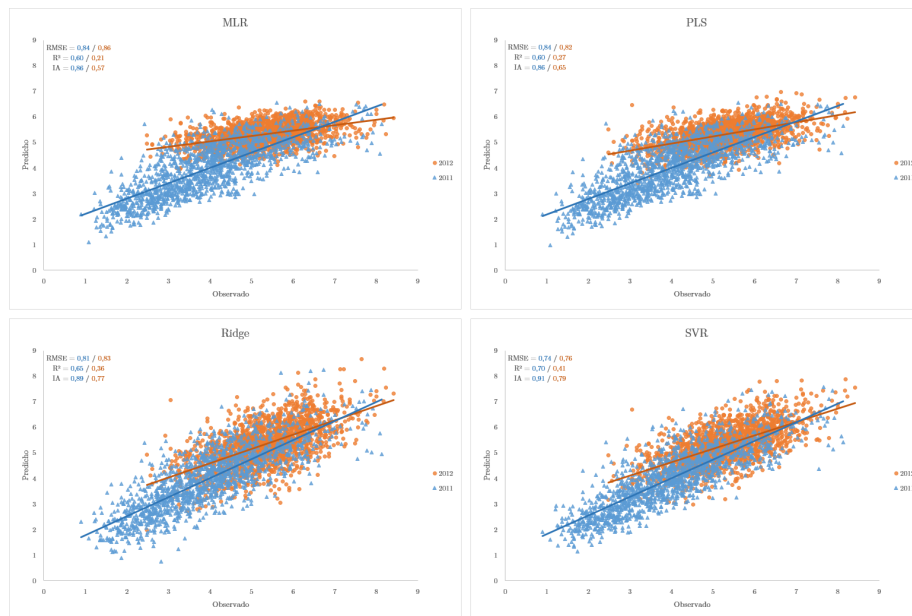 MLR
RMSE = 0,84 / 0,86
R² = 0,60 / 0,21
IA = 0,86 / 0,57
9
8
7
6
5
4
3
2
1
0
Predicho
0 1 2 3 4 5 6 7 8 9
Observado
2012
2011
PLS
RMSE = 0,84 / 0,82
R² = 0,60 / 0,27
IA = 0,86 / 0,65
9
8
7
6
5
4
3
2
1
0
Predicho
0 1 2 3 4 5 6 7 8 9
Observado
2012
2011
Ridge
RMSE = 0,81 / 0,83
R² = 0,65 / 0,36
IA = 0,89 / 0,77
9
8
7
6
5
4
3
2
1
0
Predicho
0 1 2 3 4 5 6 7 8 9
Observado
2012
2011
SVR
RMSE = 0,74 / 0,76
R² = 0,70 / 0,41
IA = 0,91 / 0,79
9
8
7
6
5
4
3
2
1
0
Predicho
0 1 2 3 4 5 6 7 8 9
Observado
2012
2011